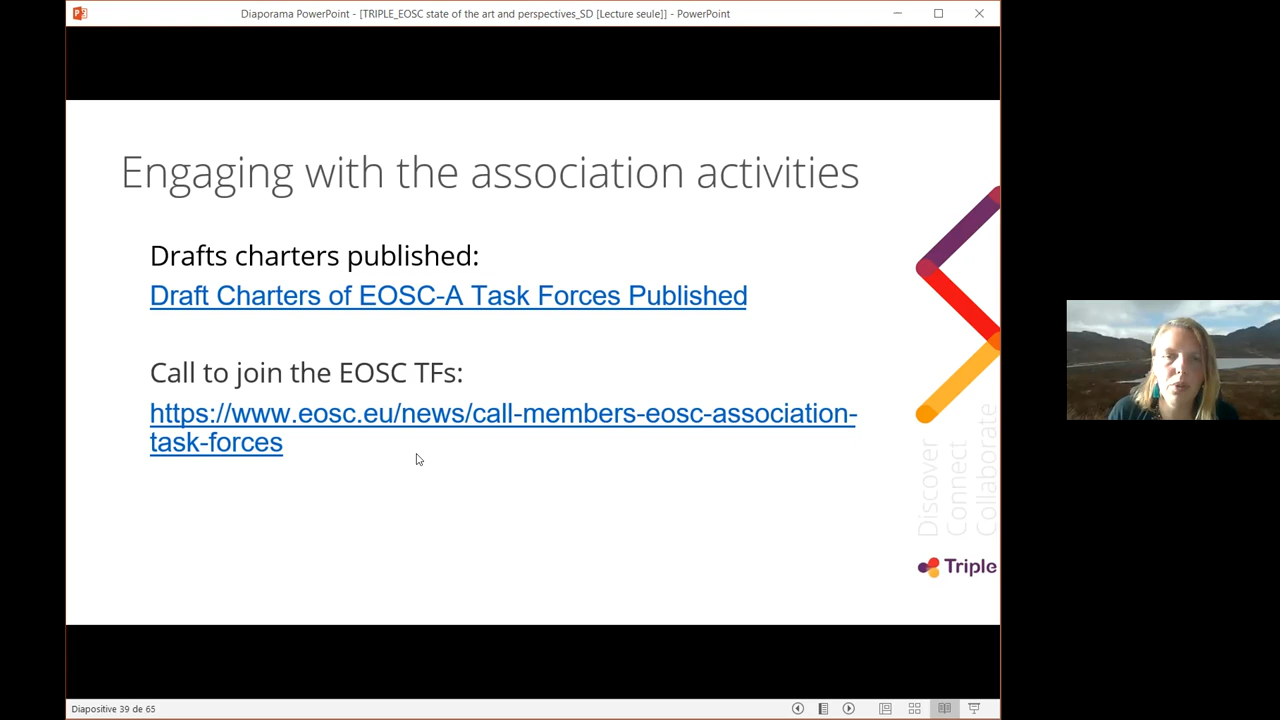 Diaporama PowerPoint - [TRIPLE_EOSC state of the art and perspectives_SD [Lecture seule]] - PowerPoint
Engaging with the association activities
Drafts charters published:
Draft Charters of EOSC-A Task Forces Published
Call to join the EOSC TFs:
https://www.eosc.eu/news/call-members-eosc-association-
task-forces
Discover
Connect
Collaborate
Triple
Diapositive 39 de 65